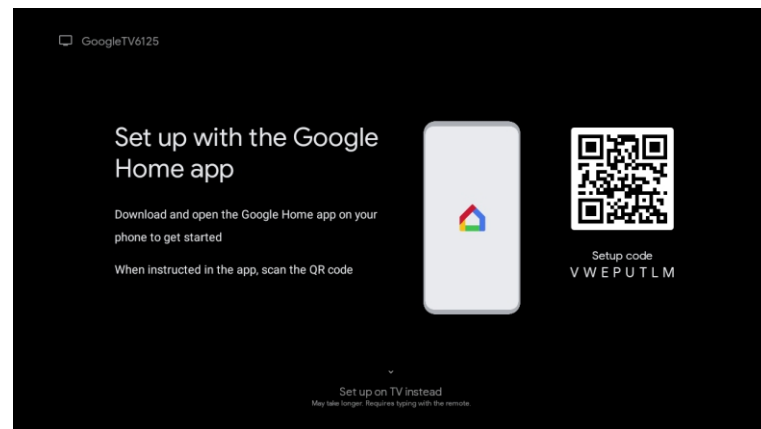 GoogleTV6125
Set up with the Google
Home app
Download and open the Google Home app on your
phone to get started
When instructed in the app, scan the QR code
Setup code
VWEPUTLM
Set up on TV instead
May take longer. Requires typing with the remote.